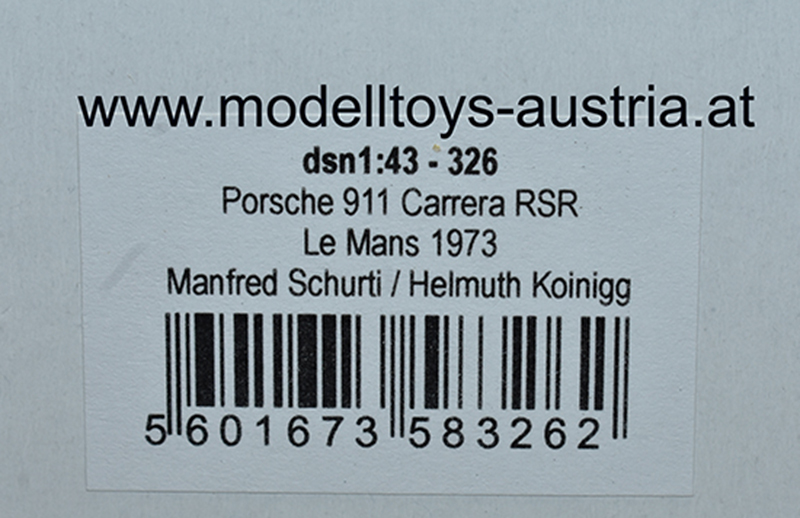 www.modelltoys-austria.at
dsn1:43 - 326
Porsche 911 Carrera RSR
Le Mans 1973
Manfred Schurti / Helmuth Koinigg
5 601673 583262